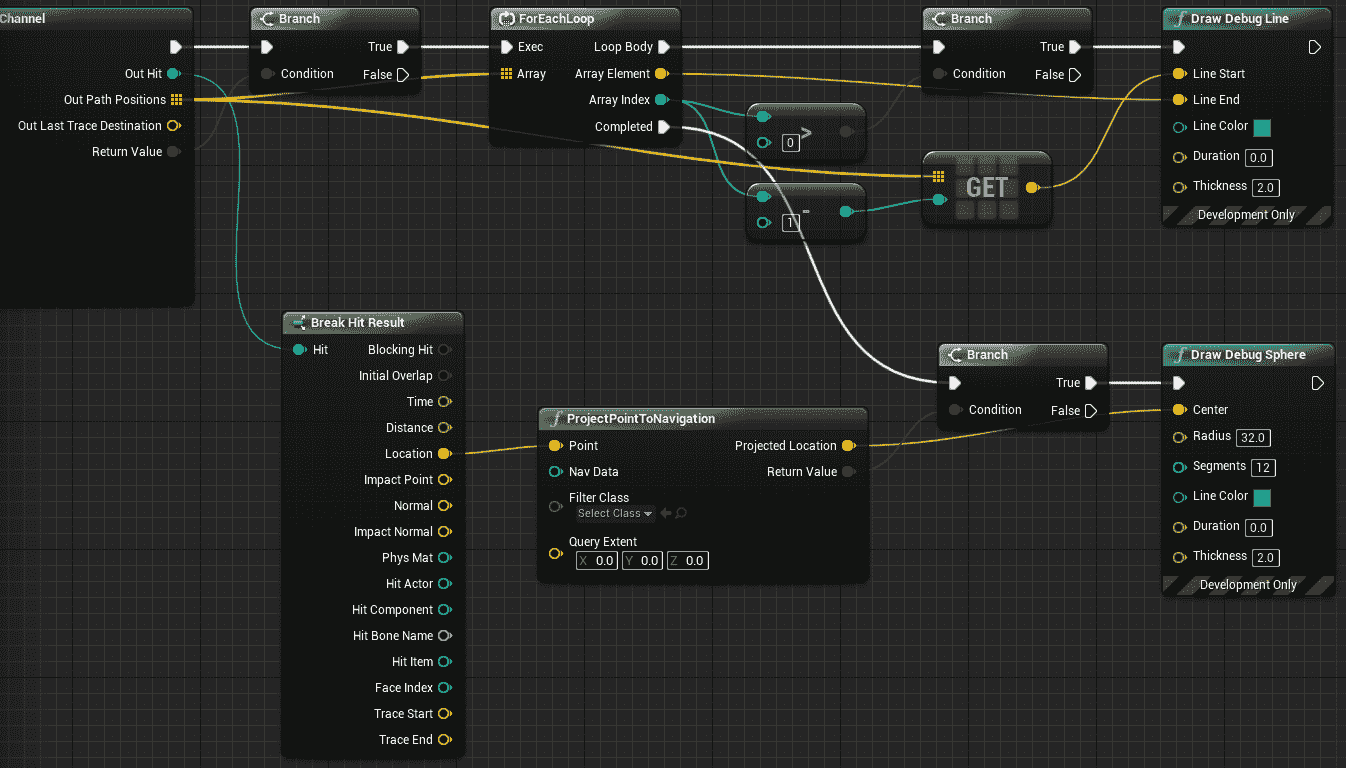 Channel
Out Hit
Out Path Positions
Out Last Trace Destination
Return Value
Branch
True
Condition
False
ForEachLoop
Exec
Loop Body
Array
Array Element
Array Index
Completed
>
0
-
1
GET
Branch
True
Condition
False
Draw Debug Line
Line Start
Line End
Line Color
Duration 0.0
Thickness 2.0
Development Only
Break Hit Result
Hit
Blocking Hit
Initial Overlap
Time
Distance
Location
Impact Point
Normal
Impact Normal
Phys Mat
Hit Actor
Hit Component
Hit Bone Name
Hit Item
Face Index
Trace Start
Trace End
ProjectPointToNavigation
Point
Projected Location
Nav Data
Return Value
Filter Class
Select Class
Query Extent
X 0.0 Y 0.0 Z 0.0
Branch
True
Condition
False
Draw Debug Sphere
Center
Radius 32.0
Segments 12
Line Color
Duration 0.0
Thickness 2.0
Development Only